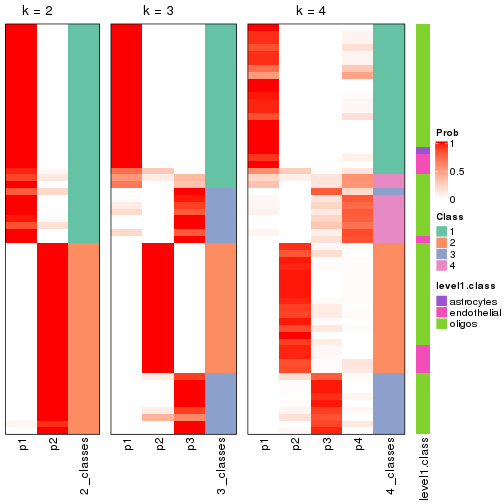 k = 2 k = 3 k = 4
Prob
1
0.5
0
Class
1
2
3
4
level1.class
astrocytes
endothelial
oligos
p1 p2 2_classes p1 p2 p3 3_classes p1 p2 p3 p4 4_classes level1.class